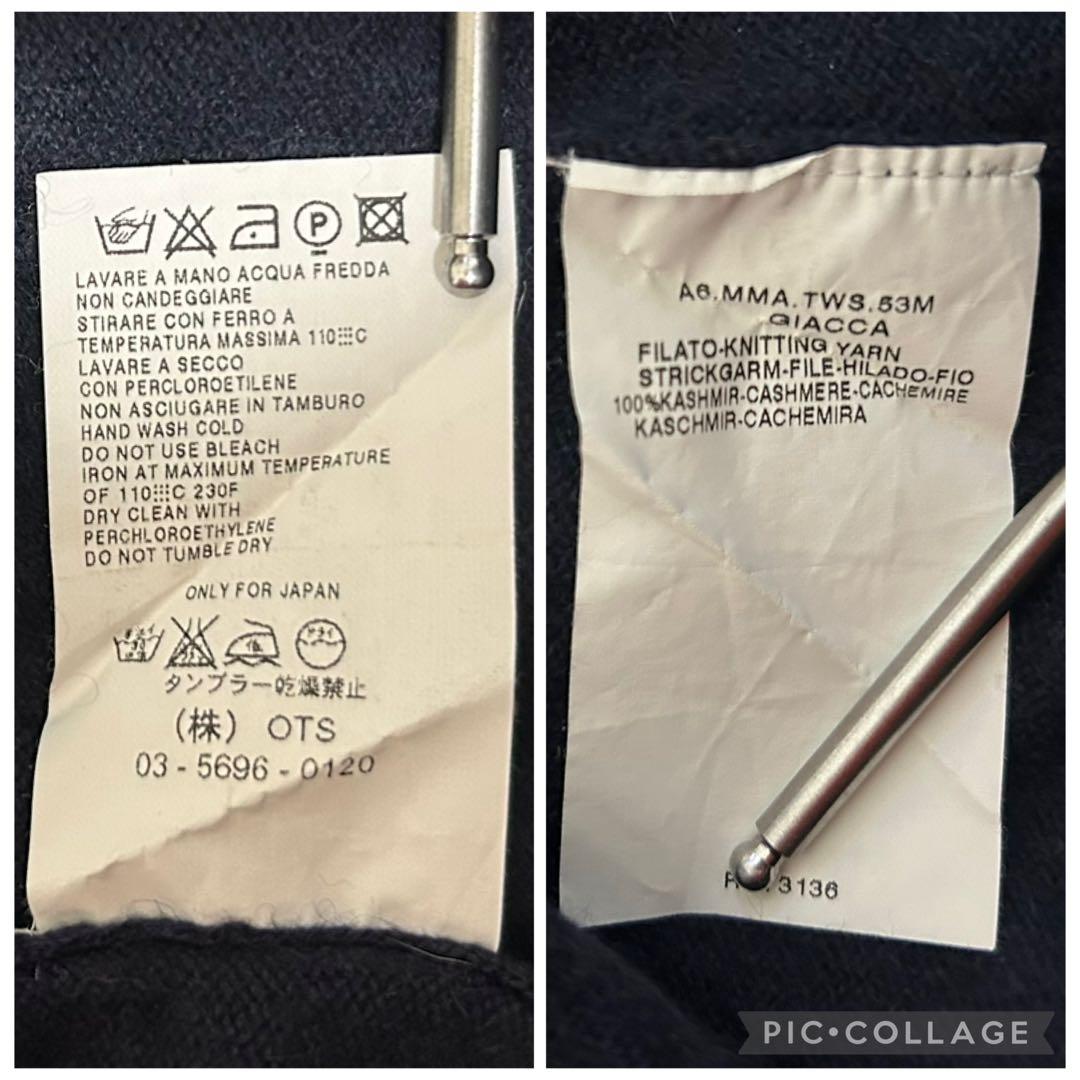 LAVARE A MANO ACQUA FREDDA
NON CANDEGGIARE
STIRARE CON FERRO A
TEMPERATURA MASSIMA 110 C
LAVARE A SECCO
CON PERCLOROETILENE
NON ASCIUGARE IN TAMBURO
HAND WASH COLD
DO NOT USE BLEACH
IRON AT MAXIMUM TEMPERATURE
OF 110 C 230F
DRY CLEAN WITH
PERCHLOROETHYLENE
DO NOT TUMBLE DRY
ONLY FOR JAPAN
タンブラー乾燥禁止
(株) OTS
03-5696-0120
A6.MMA.TWS.53M
GIACCA
FILATO-KNITTING YARN
STRICKGARM-FILE-HILADO-FIO
100%KASHMIR-CASHMERE-CACHEMIRE
KASCHMIR-CACHEMIRA
3136
PIC•COLLAGE